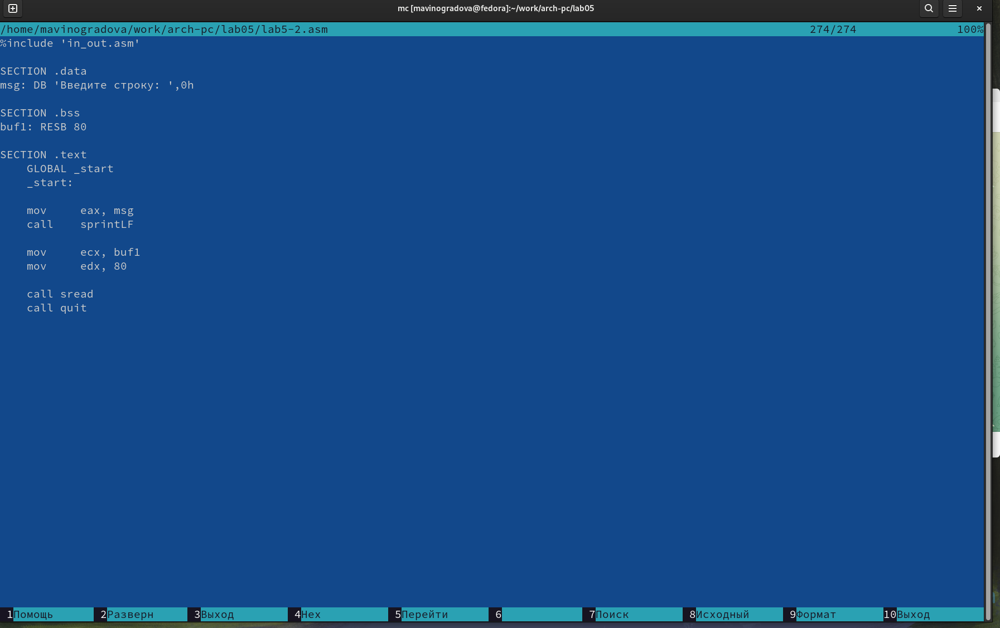 mc [mavinogradova@fedora]:~/work/arch-pc/lab05
/home/mavinogradova/work/arch-pc/lab05/lab5-2.asm 274/274 100%
%include 'in_out.asm'
SECTION .data
msg: DB 'Введите строку: ',0h
SECTION .bss
buf1: RESB 80
SECTION .text
GLOBAL _start
_start:
mov eax, msg
call sprintLF
mov ecx, buf1
mov edx, 80
call sread
call quit
1Помощь 2Разверн 3Выход 4Hex 5Перейти 6 7Поиск 8Исходный 9Формат 10Выход